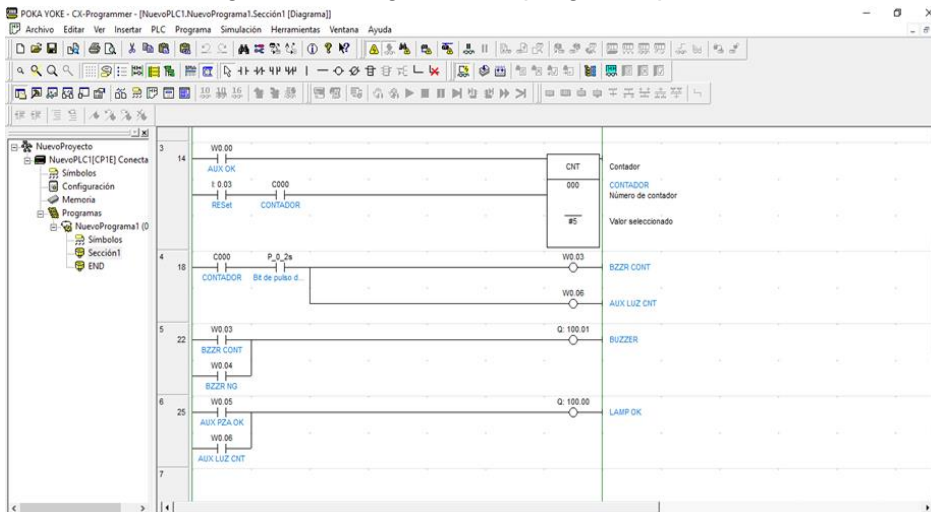 POKA YOKE - CX-Programmer - [NuevoPLC1.NuevoPrograma1.Sección1 [Diagrama]]
Archivo Editar Ver Insertar PLC Programa Simulación Herramientas Ventana Ayuda
NuevoProyecto
NuevoPLC1[CP1E] Conecta
Símbolos
Configuración
Memoria
Programas
NuevoPrograma1 (0
Símbolos
Sección1
END
3
14
W0.00
AUX OK
CNT
Contador
I: 0.03 C000
RESet CONTADOR
000
CONTADOR
Número de contador
#5
Valor seleccionado
4
18
C000 P_0_2s W0.03
CONTADOR Bit de pulso d... BZZR CONT
W0.06
AUX LUZ CNT
5
22
W0.03 Q: 100.01
BZZR CONT BUZZER
W0.04
BZZR NG
6
25
W0.05 Q: 100.00
AUX PZA OK LAMP OK
W0.06
AUX LUZ CNT
7